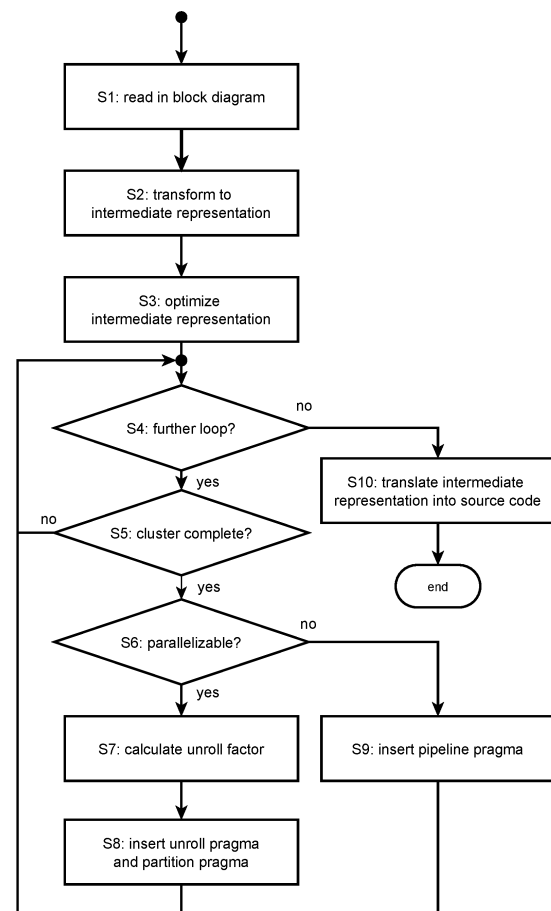 S1: read in block diagram
S2: transform to
intermediate representation
S3: optimize
intermediate representation
S4: further loop?
no
yes
S10: translate intermediate
representation into source code
no
S5: cluster complete?
yes
end
S6: parallelizable?
no
yes
S7: calculate unroll factor
S9: insert pipeline pragma
S8: insert unroll pragma
and partition pragma